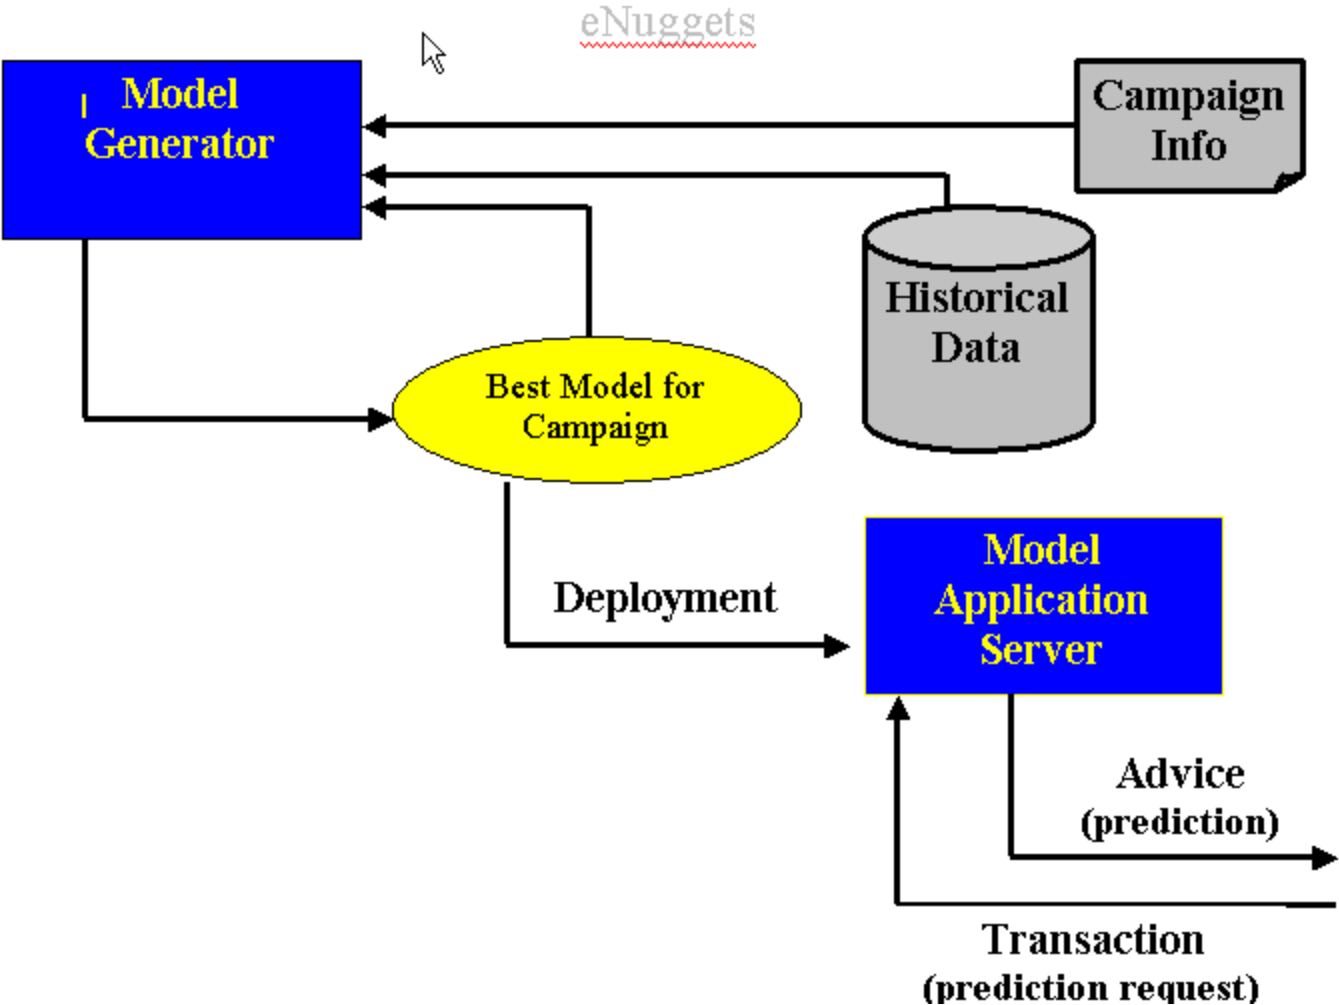 eNuggets
Model
Generator
Campaign
Info
Historical
Data
Best Model for
Campaign
Deployment
Model
Application
Server
Advice
(prediction)
Transaction
(prediction request)